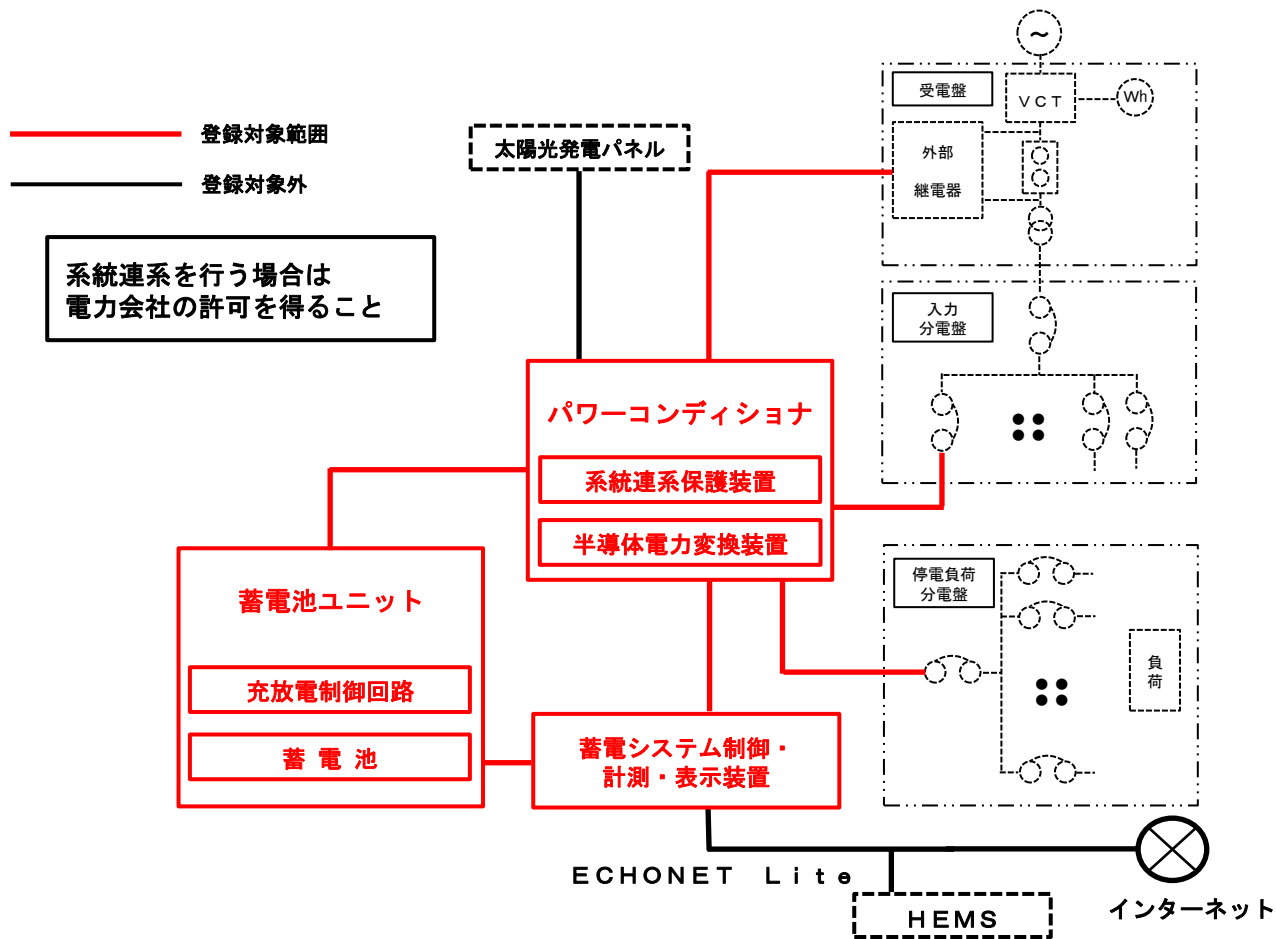 ～
受電盤
ＶＣＴ
Wh
登録対象範囲
太陽光発電パネル
外部
継電器
登録対象外
系統連系を行う場合は
電力会社の許可を得ること
入力
分電盤
パワーコンディショナ
系統連系保護装置
半導体電力変換装置
停電負荷
分電盤
蓄電池ユニット
負
荷
充放電制御回路
蓄 電 池
蓄電システム制御・
計測・表示装置
ＥＣＨＯＮＥＴ　Ｌｉｔｅ
ＨＥＭＳ
インターネット